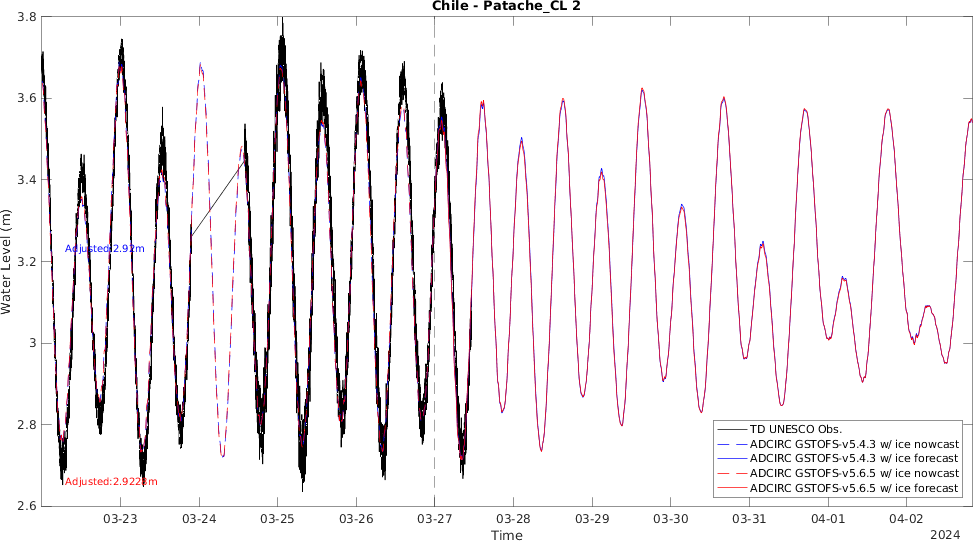 Chile - Patache_CL 2
3.8
3.6
3.4
3.2
3
2.8
2.6
Water Level (m)
Adjusted:2.92m
Adjusted:2.9223m
TD UNESCO Obs.
ADCIRC GSTOFS-v5.4.3 w/ ice nowcast
ADCIRC GSTOFS-v5.4.3 w/ ice forecast
ADCIRC GSTOFS-v5.6.5 w/ ice nowcast
ADCIRC GSTOFS-v5.6.5 w/ ice forecast
03-23 03-24 03-25 03-26 03-27 03-28 03-29 03-30 03-31 04-01 04-02
Time
2024